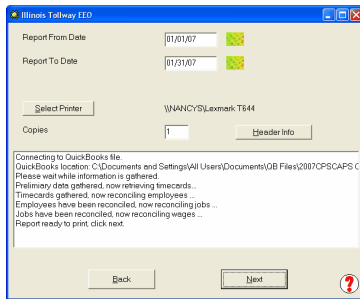 Illinois Tollway EEO
Report From Date 01/01/07
Report To Date 01/31/07
Select Printer \\NANCYS\Lexmark T644
Copies 1 Header Info
Connecting to QuickBooks file.
QuickBooks location: C:\Documents and Settings\All Users\Documents\QB Files\2007CPSCAPS C
Please wait while information is gathered.
Prelimiary data gathered, now retrieving timecards...
Timecards gathered, now reconciling employees ...
Employees have been reconciled, now reconciling jobs ...
Jobs have been reconciled, now reconciling wages ...
Report ready to print, click next.
Back Next ?